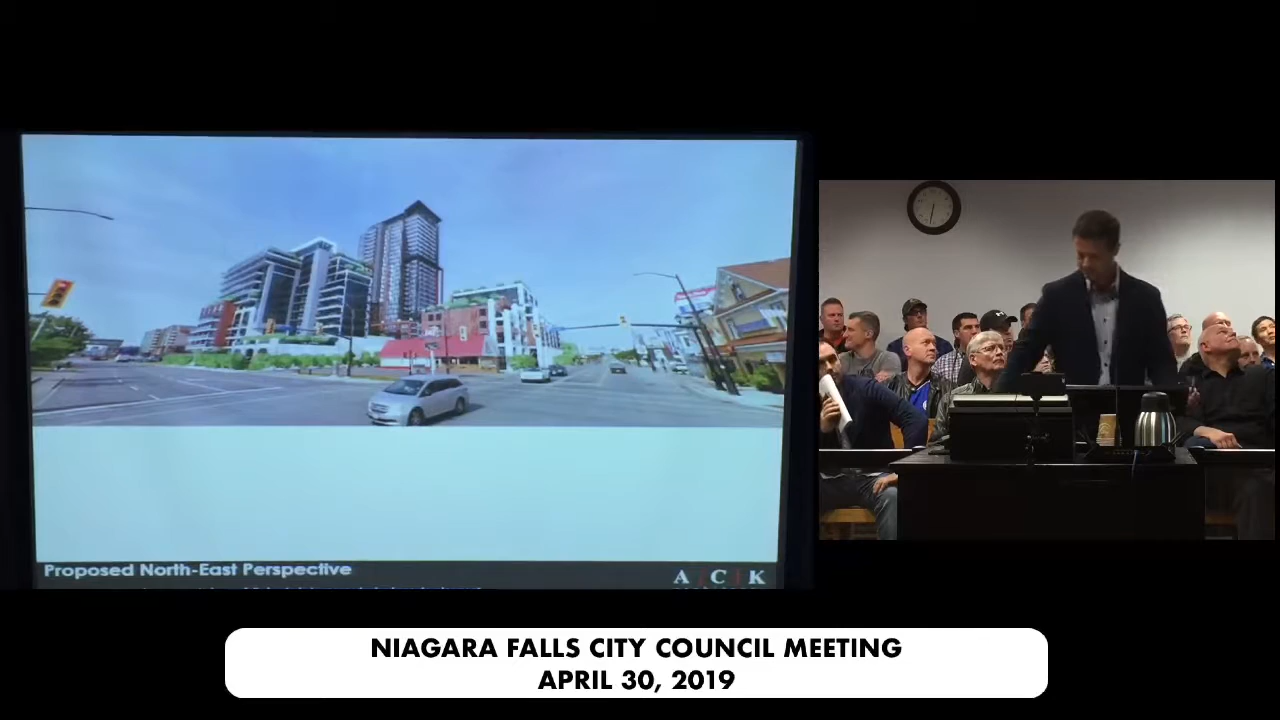 Proposed North-East Perspective
A|C|K
NIAGARA FALLS CITY COUNCIL MEETING
APRIL 30, 2019